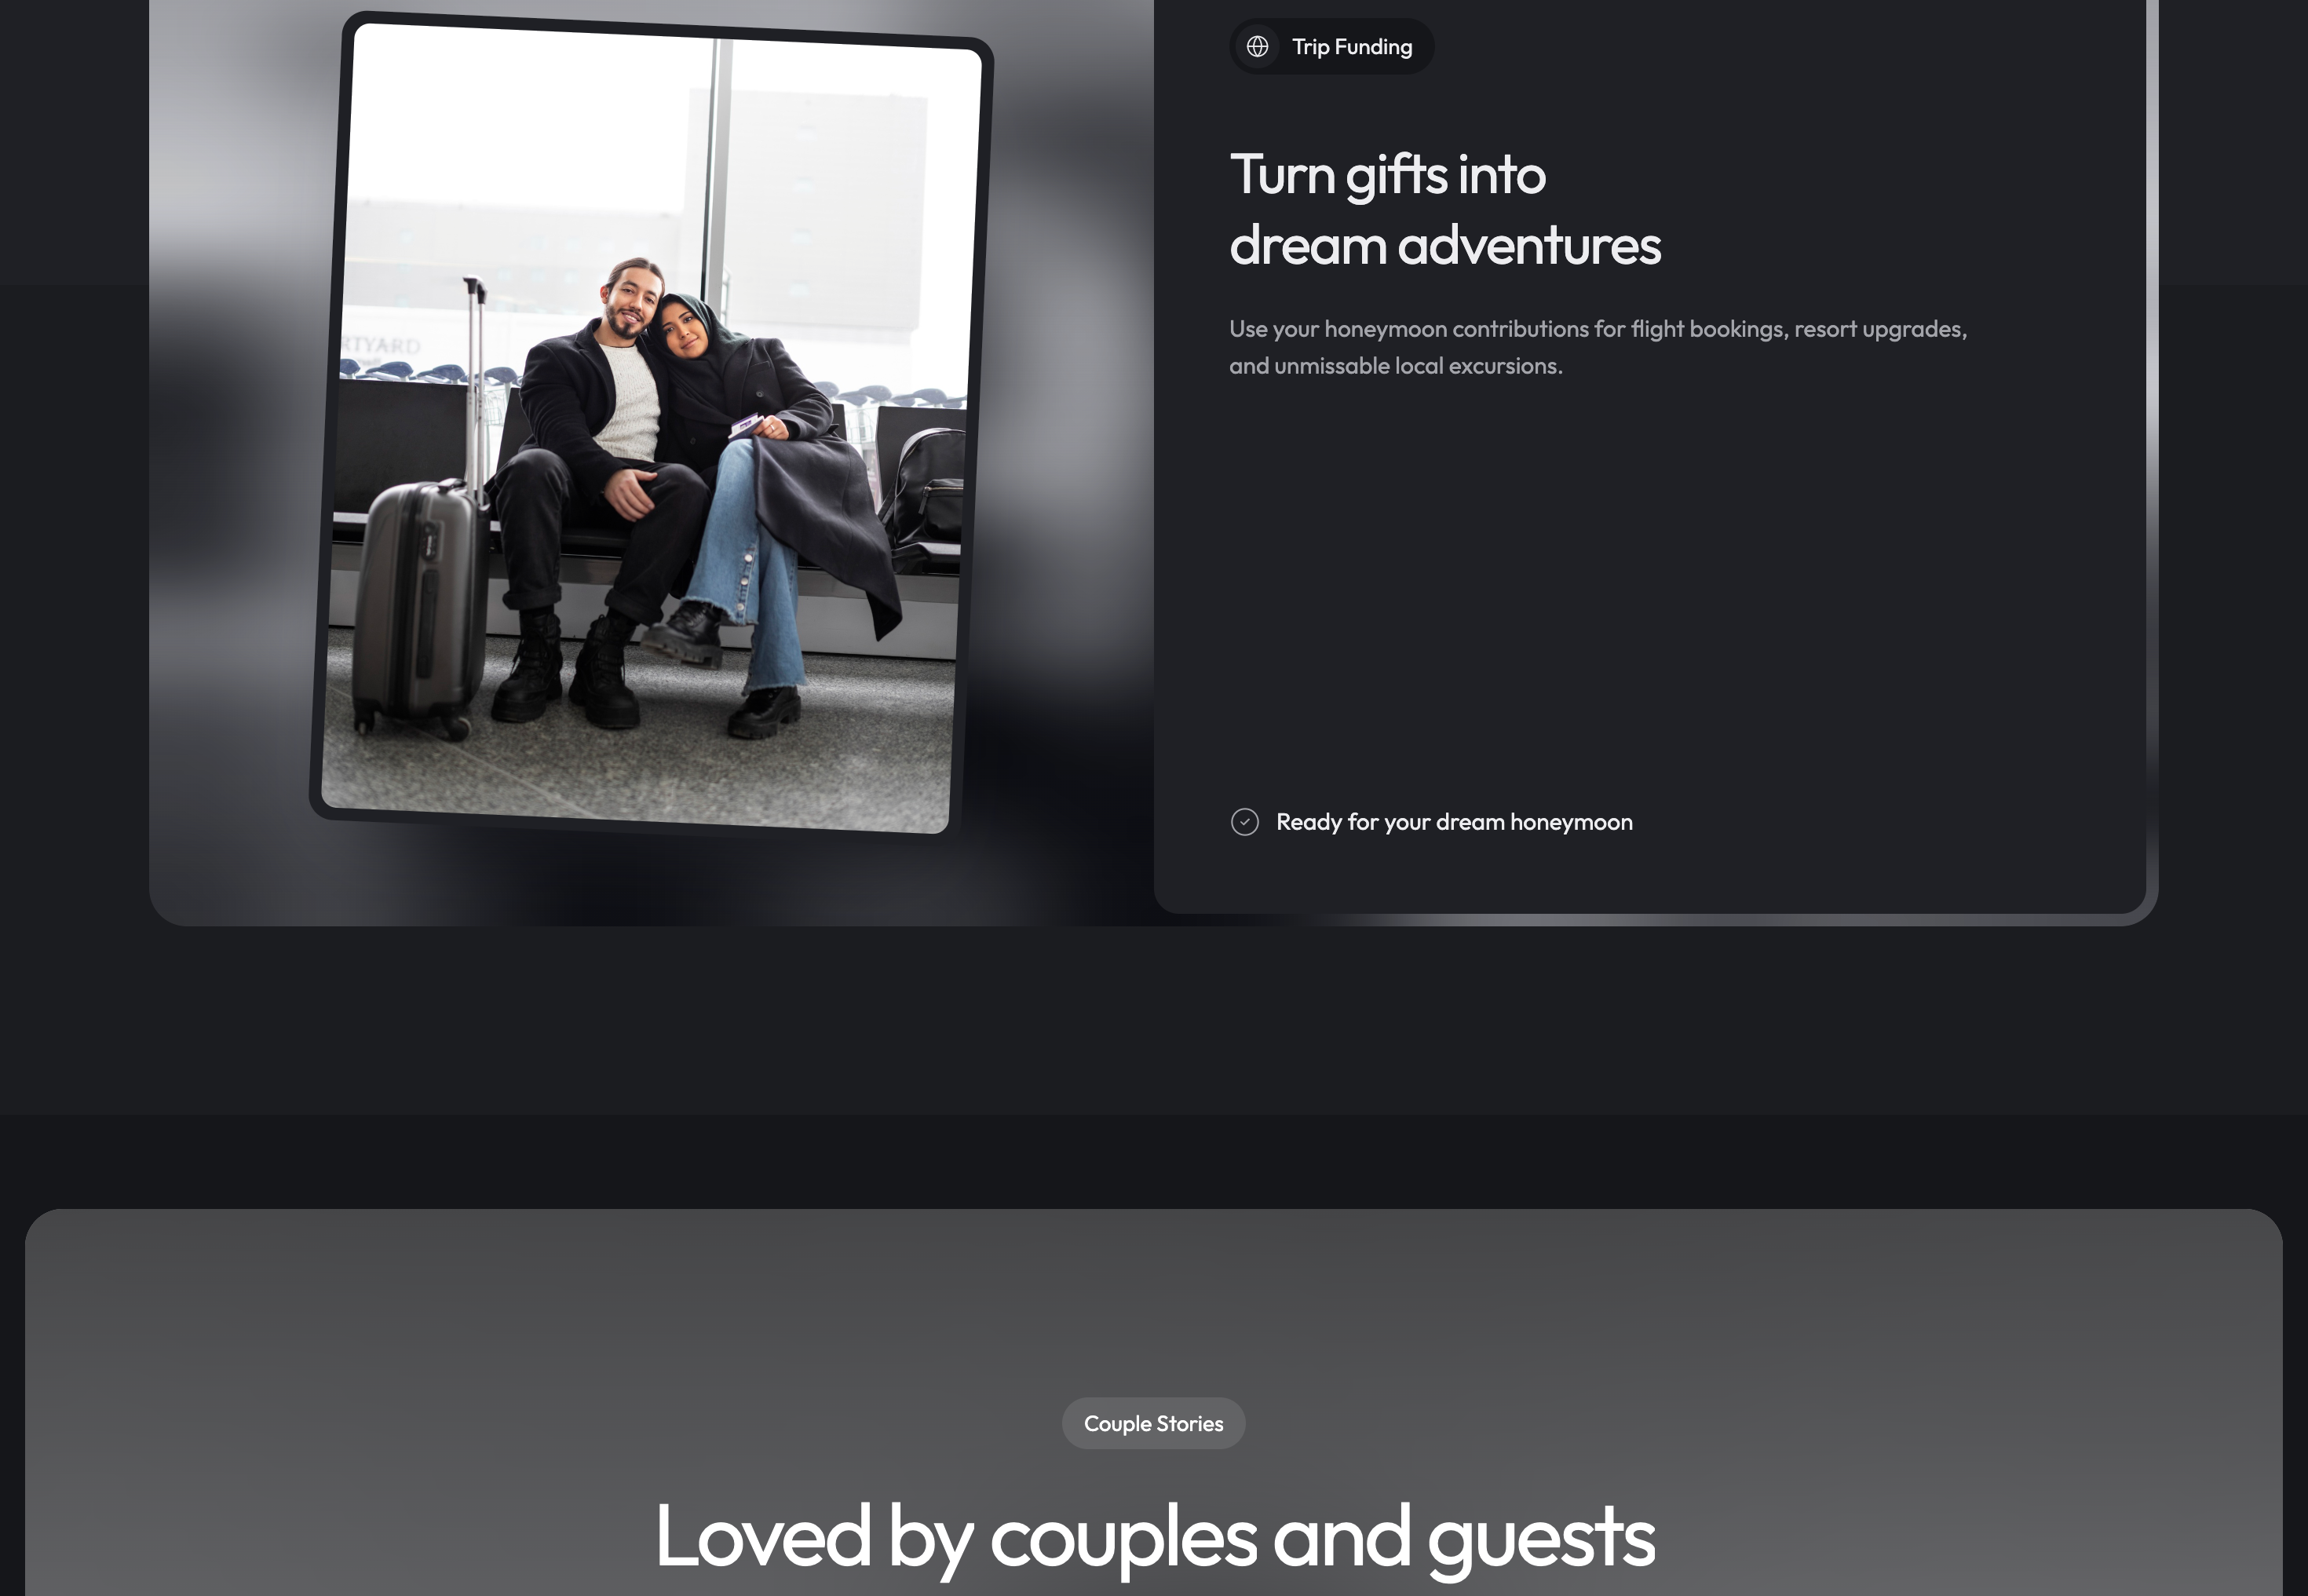 Trip Funding
Turn gifts into
dream adventures
Use your honeymoon contributions for flight bookings, resort upgrades,
and unmissable local excursions.
Ready for your dream honeymoon
Couple Stories
Loved by couples and guests